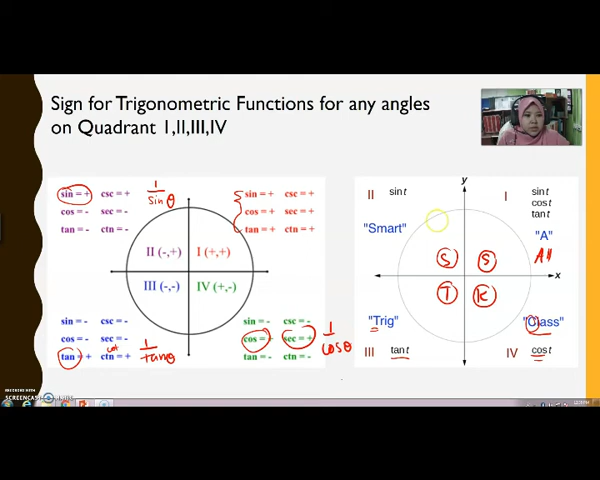 Sign for Trigonometric Functions for any angles
on Quadrant 1,II,III,IV
sin = + csc = +
cos = - sec = -
tan = - ctn = -
1
sin θ
sin = + csc = +
cos = + sec = +
tan = + ctn = +
II (-,+) I (+,+)
III (-,-) IV (+,-)
sin = - csc = -
cos = - sec = -
cot
tan = + ctn = +
1
tan θ
sin = - csc = -
cos = + sec = +
tan = - ctn = -
1
cos θ
y
II sin t
I sin t
cos t
tan t
"Smart"
"A"
All
S S
x
T K
"Trig"
"Class"
III tan t
IV cos t
SCREENCAST